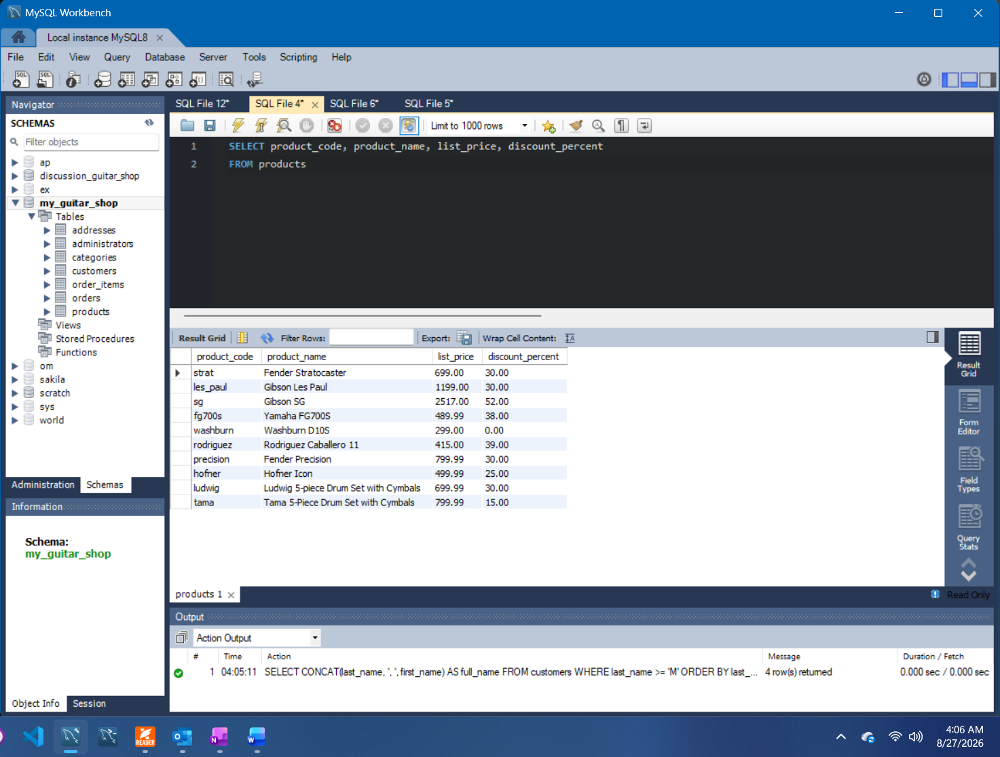 MySQL Workbench
Local instance MySQL8
File Edit View Query Database Server Tools Scripting Help
Navigator
SCHEMAS
Filter objects
ap
discussion_guitar_shop
ex
my_guitar_shop
Tables
addresses
administrators
categories
customers
order_items
orders
products
Views
Stored Procedures
Functions
om
sakila
scratch
sys
world
Administration Schemas
Information
Schema:
my_guitar_shop
Object Info Session
SQL File 12* SQL File 4* SQL File 6* SQL File 5*
Limit to 1000 rows
1 SELECT product_code, product_name, list_price, discount_percent
2 FROM products
Result Grid Filter Rows: Export: Wrap Cell Content:
product_code product_name list_price discount_percent
strat Fender Stratocaster 699.00 30.00
les_paul Gibson Les Paul 1199.00 30.00
sg Gibson SG 2517.00 52.00
fg700s Yamaha FG700S 489.99 38.00
washburn Washburn D10S 299.00 0.00
rodriguez Rodriguez Caballero 11 415.00 39.00
precision Fender Precision 799.99 30.00
hofner Hofner Icon 499.99 25.00
ludwig Ludwig 5-piece Drum Set with Cymbals 699.99 30.00
tama Tama 5-Piece Drum Set with Cymbals 799.99 15.00
Result
Grid
Form
Editor
Field
Types
Query
Stats
products 1
Read Only
Output
Action Output
# Time Action Message Duration / Fetch
1 04:05:11 SELECT CONCAT(last_name, ', ', first_name) AS full_name FROM customers WHERE last_name >= 'M' ORDER BY last_... 4 row(s) returned 0.000 sec / 0.000 sec
READER
4:06 AM
8/27/2026